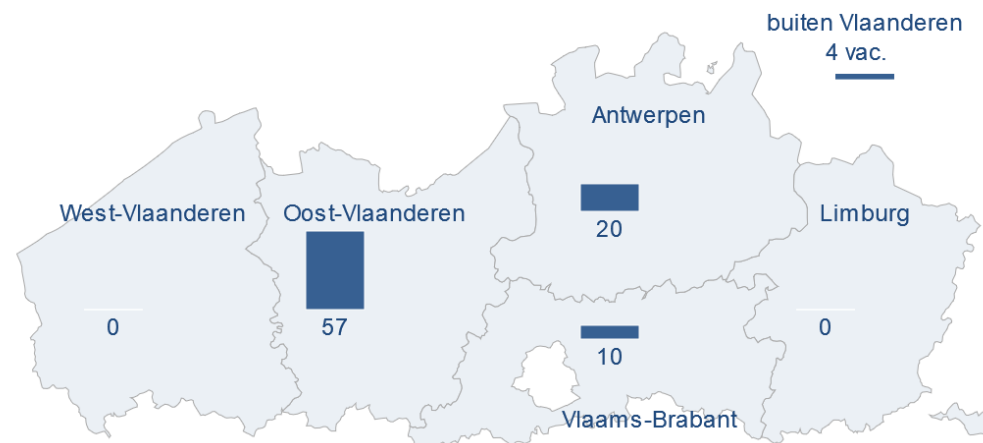 buiten Vlaanderen
4 vac.
Antwerpen
20
West-Vlaanderen
0
Oost-Vlaanderen
57
Limburg
0
10
Vlaams-Brabant